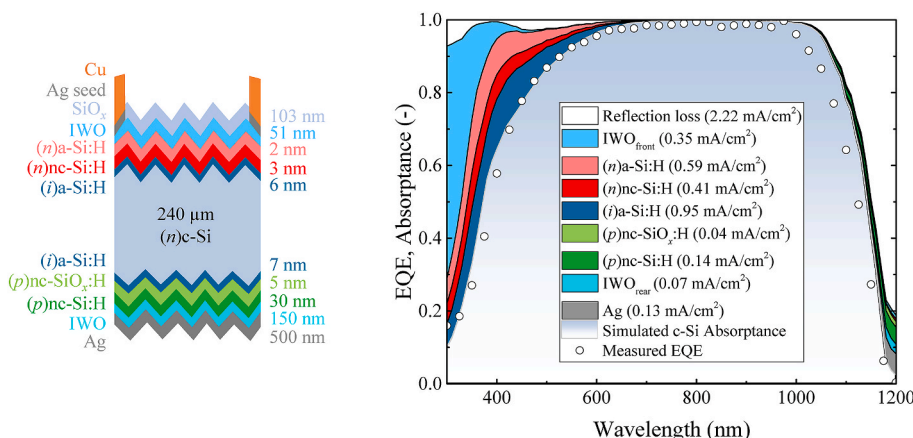 Cu
Ag seed
SiOₓ 103 nm
IWO 51 nm
(n)a-Si:H 2 nm
(n)nc-Si:H 3 nm
(i)a-Si:H 6 nm
240 µm
(n)c-Si
(i)a-Si:H 7 nm
(p)nc-SiOₓ:H 5 nm
(p)nc-Si:H 30 nm
IWO 150 nm
Ag 500 nm
EQE, Absorptance (-)
1.0
0.8
0.6
0.4
0.2
0.0
Reflection loss (2.22 mA/cm²)
IWO_front (0.35 mA/cm²)
(n)a-Si:H (0.59 mA/cm²)
(n)nc-Si:H (0.41 mA/cm²)
(i)a-Si:H (0.95 mA/cm²)
(p)nc-SiOₓ:H (0.04 mA/cm²)
(p)nc-Si:H (0.14 mA/cm²)
IWO_rear (0.07 mA/cm²)
Ag (0.13 mA/cm²)
Simulated c-Si Absorptance
Measured EQE
400 600 800 1000 1200
Wavelength (nm)